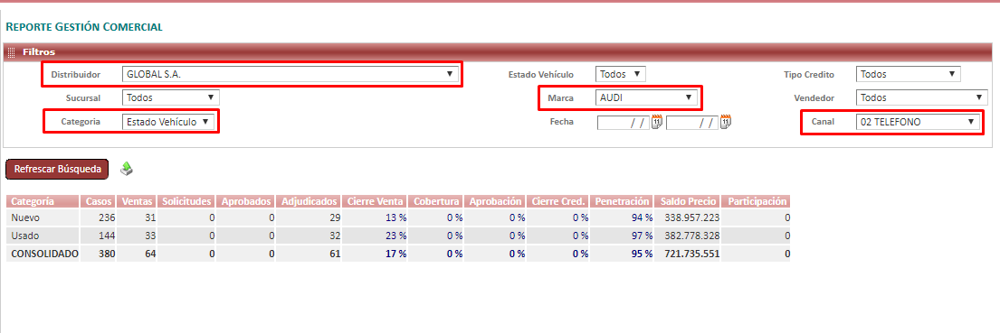 REPORTE GESTIÓN COMERCIAL
Filtros
Distribuidor GLOBAL S.A. Estado Vehículo Todos Tipo Credito Todos
Sucursal Todos Marca AUDI Vendedor Todos
Categoria Estado Vehículo Fecha / / 11 / / 11 Canal 02 TELEFONO
Refrescar Búsqueda
Categoría Casos Ventas Solicitudes Aprobados Adjudicados Cierre Venta Cobertura Aprobación Cierre Cred. Penetración Saldo Precio Participación
Nuevo 236 31 0 0 29 13 % 0 % 0 % 0 % 94 % 338.957.223 0
Usado 144 33 0 0 32 23 % 0 % 0 % 0 % 97 % 382.778.328 0
CONSOLIDADO 380 64 0 0 61 17 % 0 % 0 % 0 % 95 % 721.735.551 0